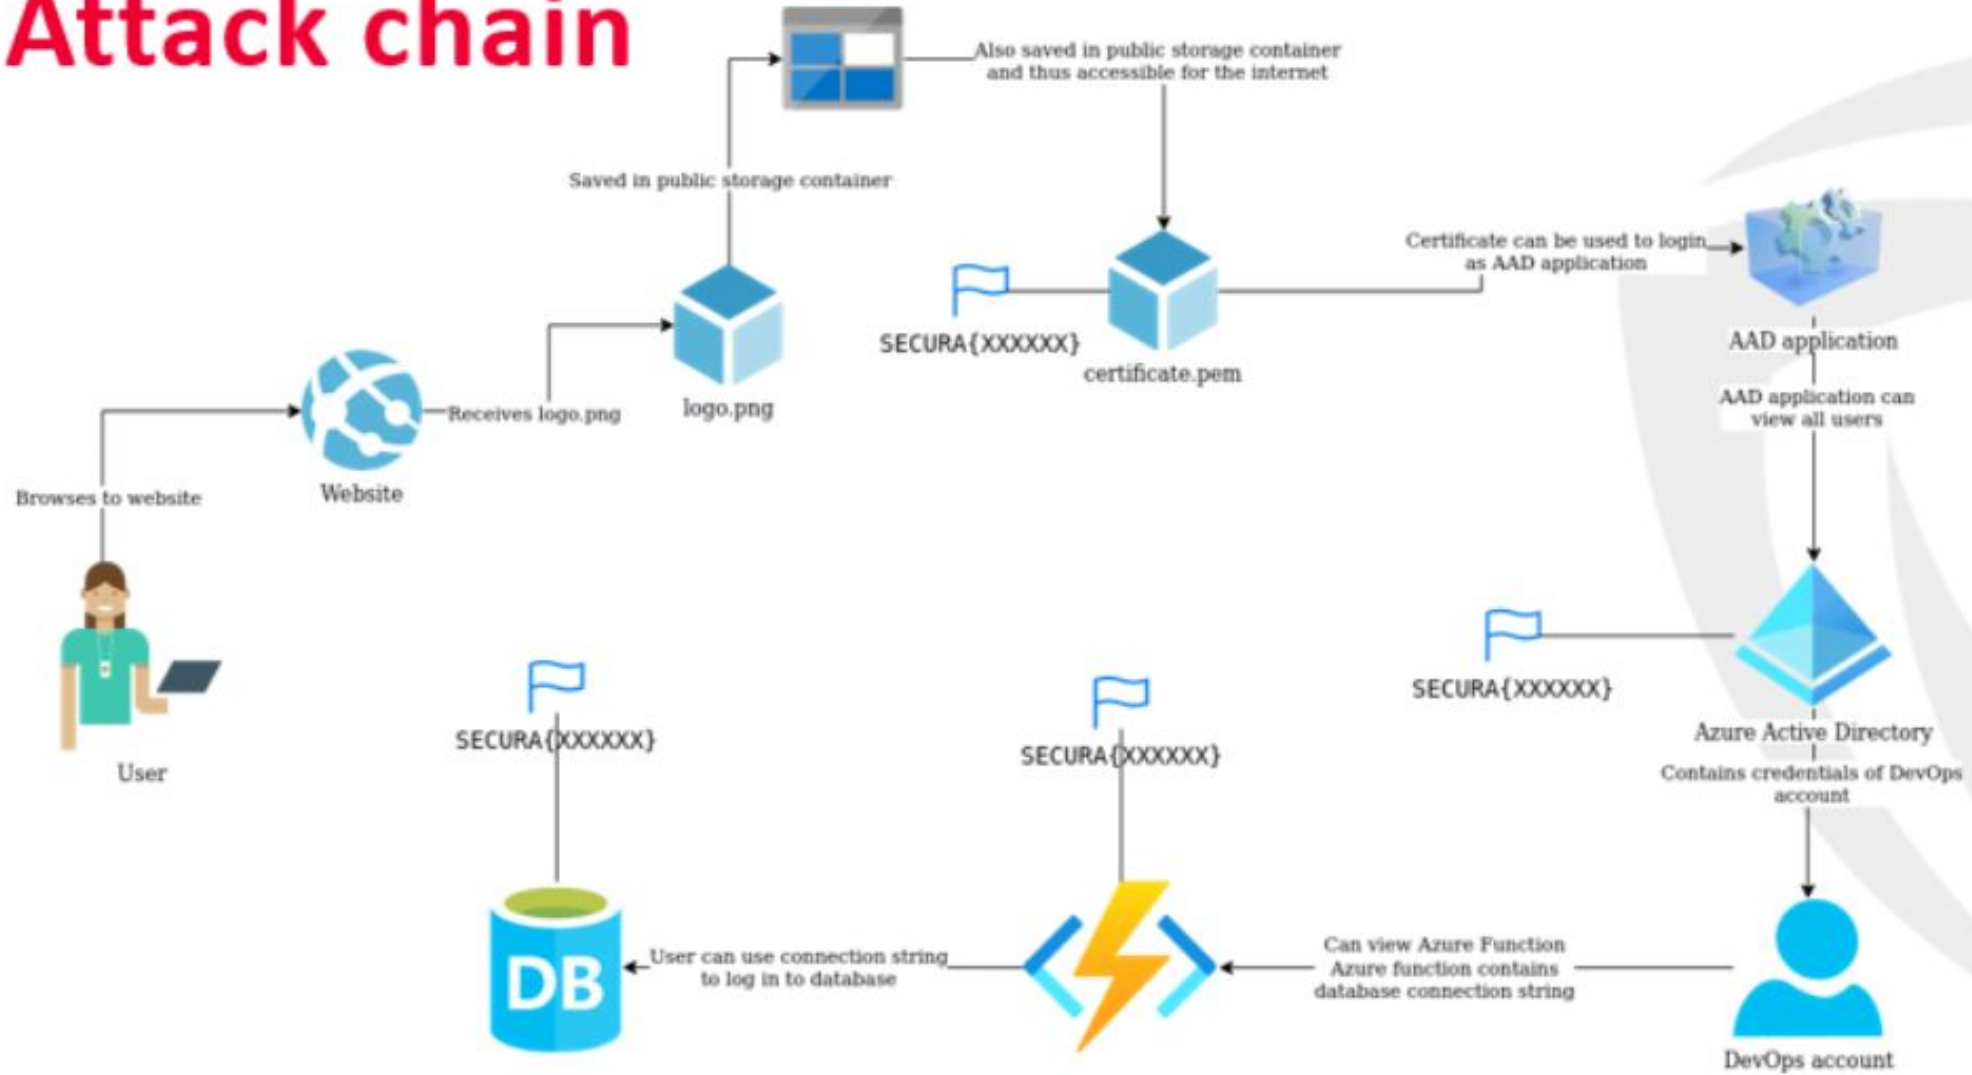 Attack chain
Also saved in public storage container
and thus accessible for the internet
Saved in public storage container
Certificate can be used to login
as AAD application
SECURA{XXXXXX}
certificate.pem
AAD application
AAD application can
view all users
Receives logo.png
logo.png
Browses to website
Website
User
SECURA{XXXXXX}
Azure Active Directory
Contains credentials of DevOps
account
SECURA{XXXXXX}
SECURA{XXXXXX}
DB
User can use connection string
to log in to database
Can view Azure Function
Azure function contains
database connection string
DevOps account